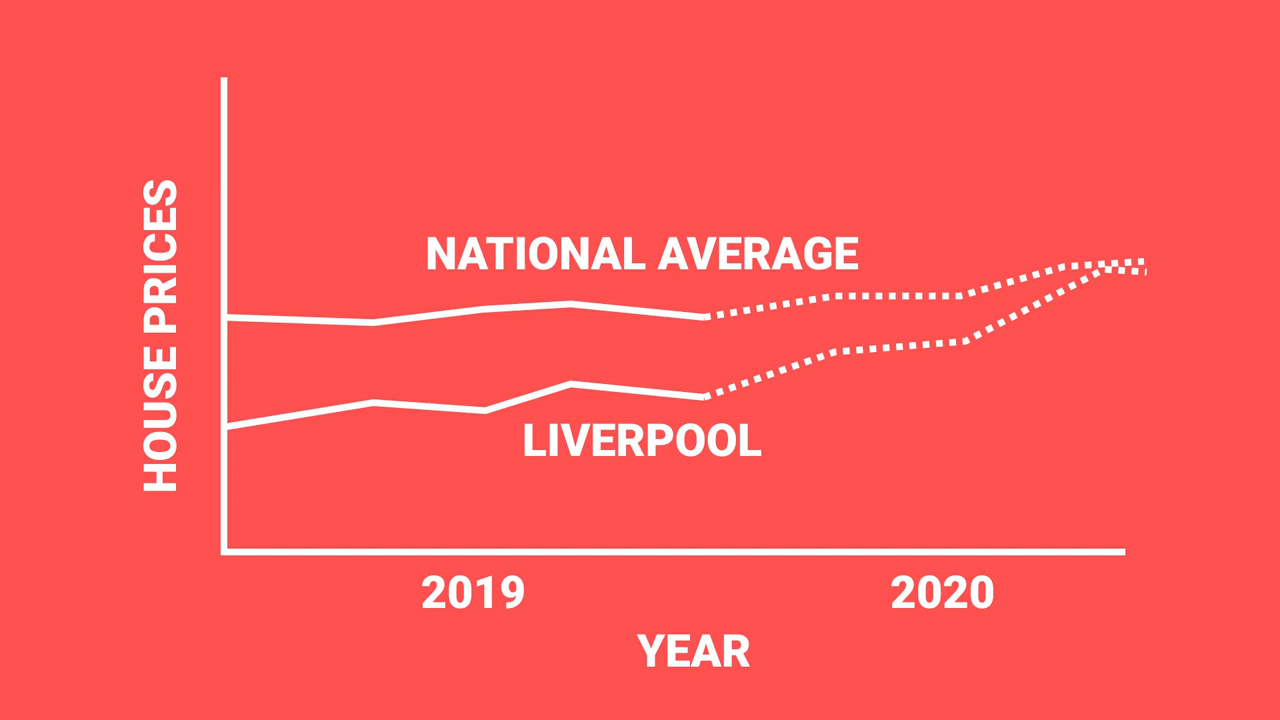 HOUSE PRICES
NATIONAL AVERAGE
LIVERPOOL
2019
2020
YEAR